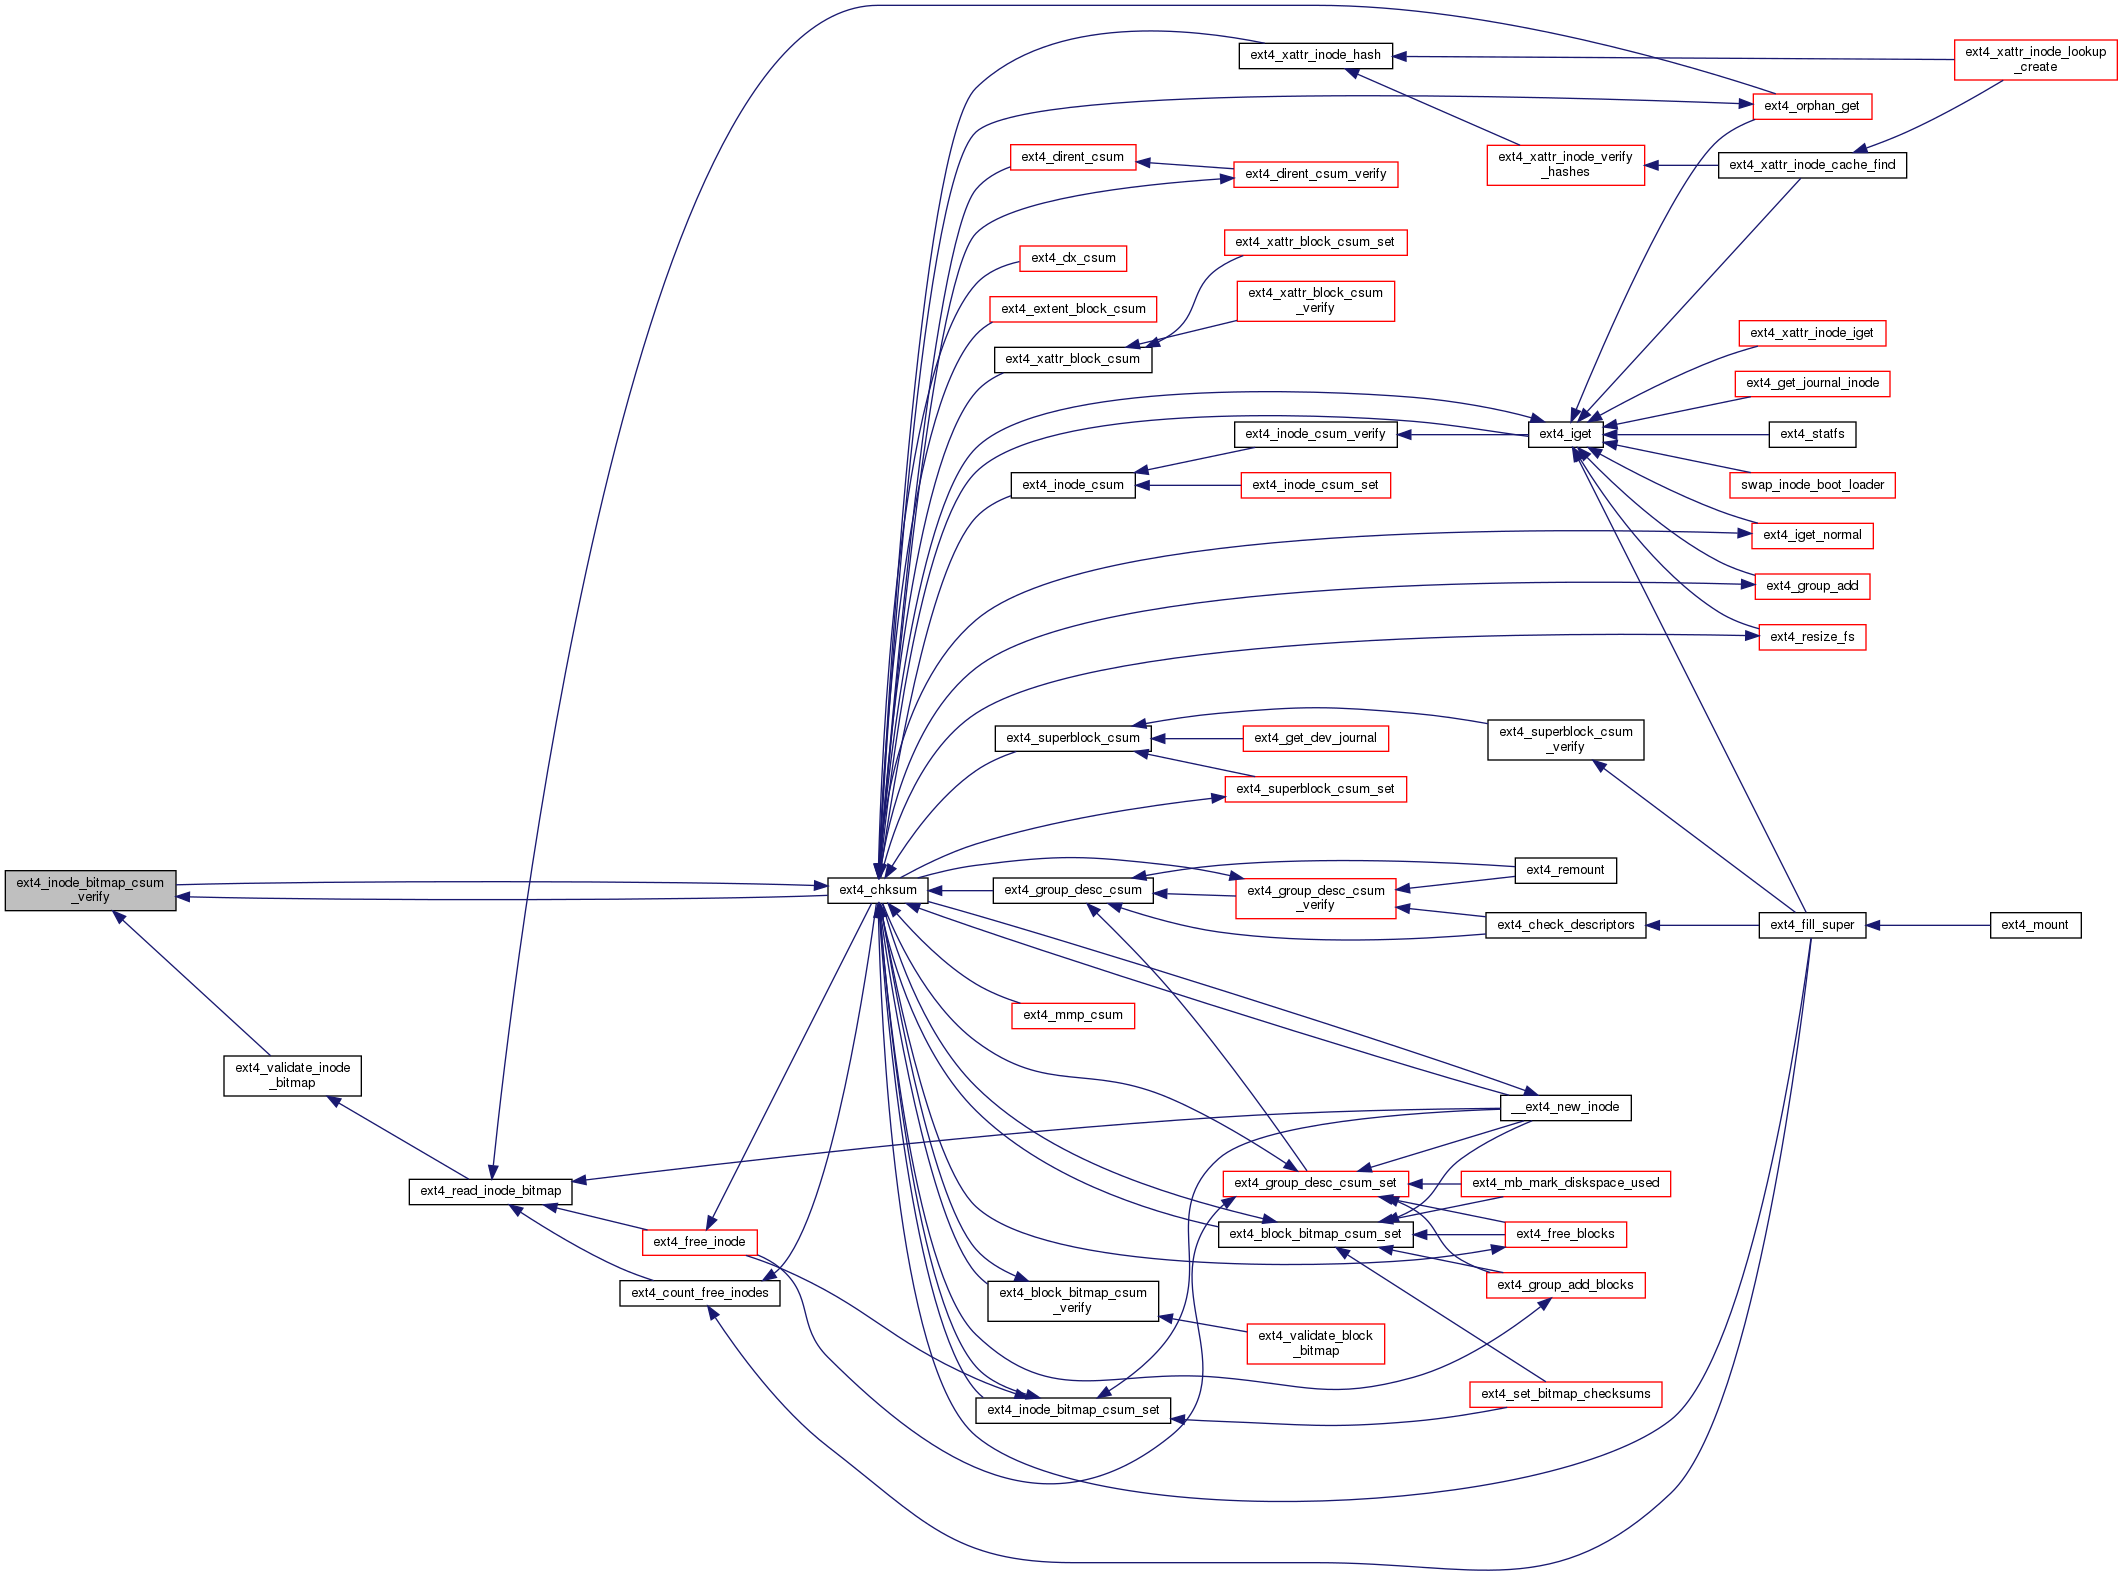 ext4_xattr_inode_hash
ext4_xattr_inode_lookup
_create
ext4_orphan_get
ext4_dirent_csum
ext4_dirent_csum_verify
ext4_xattr_inode_verify
_hashes
ext4_xattr_inode_cache_find
ext4_xattr_block_csum_set
ext4_dx_csum
ext4_xattr_block_csum
_verify
ext4_extent_block_csum
ext4_xattr_inode_iget
ext4_xattr_block_csum
ext4_get_journal_inode
ext4_inode_csum_verify
ext4_iget
ext4_statfs
ext4_inode_csum
ext4_inode_csum_set
swap_inode_boot_loader
ext4_iget_normal
ext4_group_add
ext4_resize_fs
ext4_superblock_csum
ext4_get_dev_journal
ext4_superblock_csum
_verify
ext4_superblock_csum_set
ext4_remount
ext4_inode_bitmap_csum
_verify
ext4_chksum
ext4_group_desc_csum
ext4_group_desc_csum
_verify
ext4_check_descriptors
ext4_fill_super
ext4_mount
ext4_mmp_csum
ext4_validate_inode
_bitmap
__ext4_new_inode
ext4_read_inode_bitmap
ext4_group_desc_csum_set
ext4_mb_mark_diskspace_used
ext4_free_inode
ext4_block_bitmap_csum_set
ext4_free_blocks
ext4_count_free_inodes
ext4_block_bitmap_csum
_verify
ext4_group_add_blocks
ext4_validate_block
_bitmap
ext4_set_bitmap_checksums
ext4_inode_bitmap_csum_set